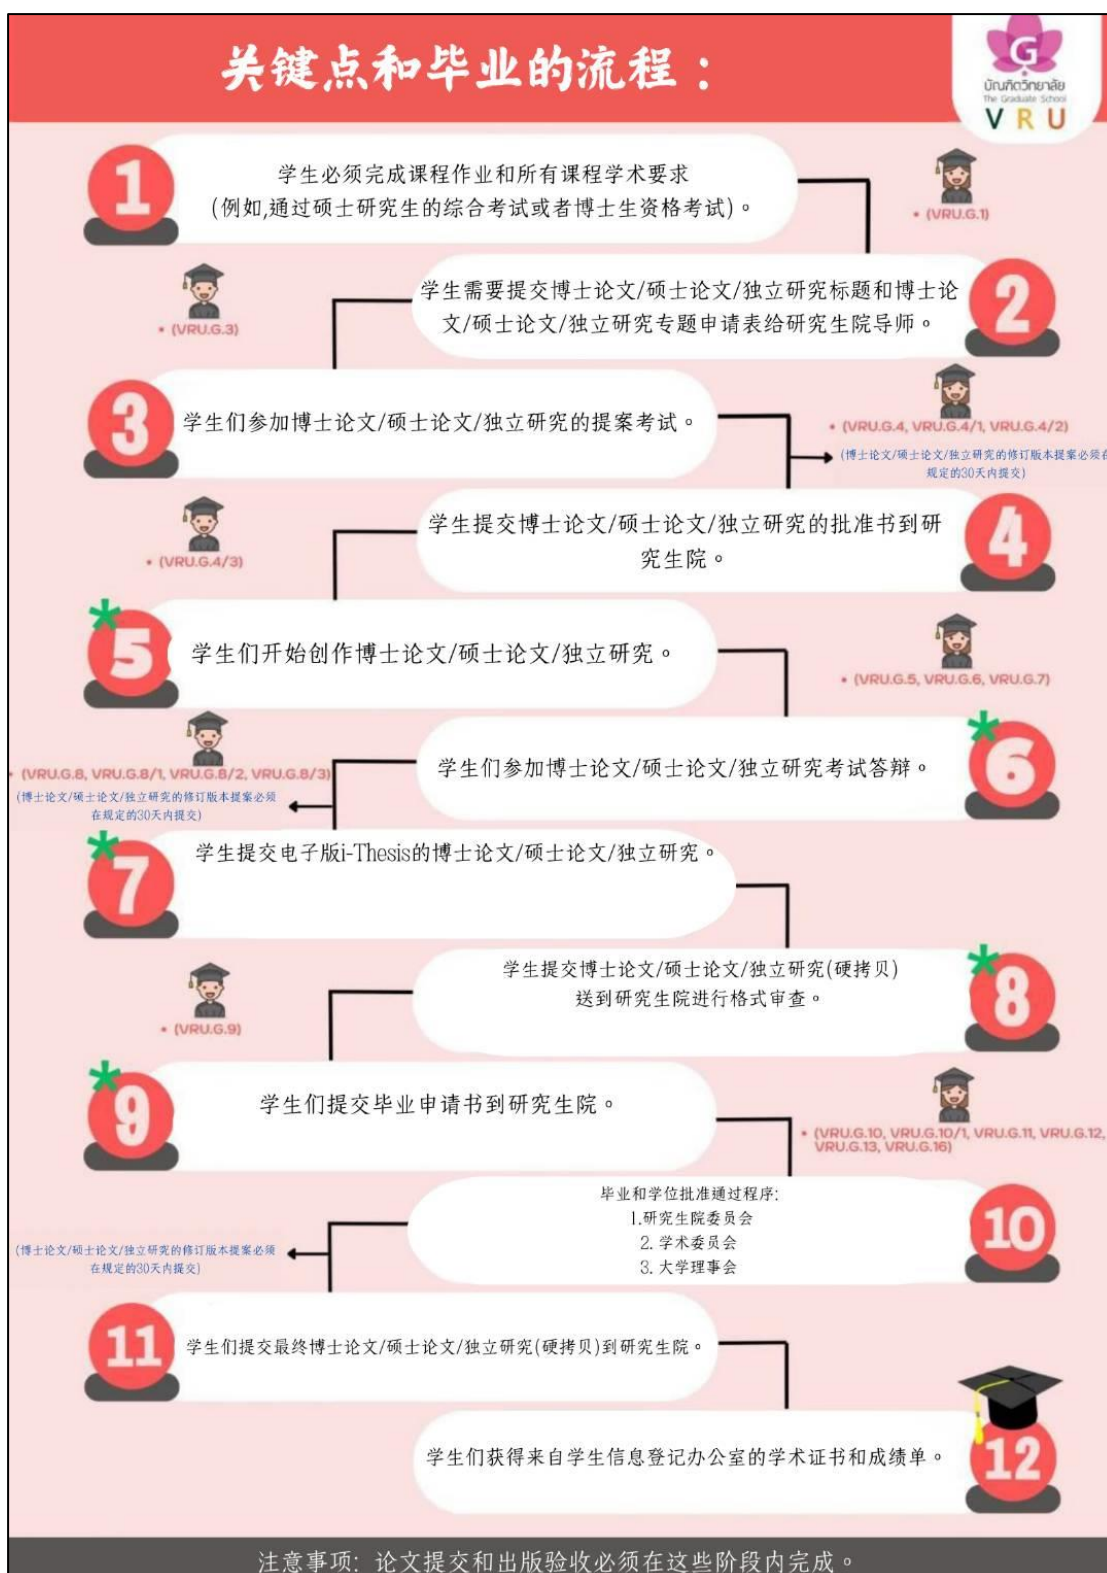 关键点和毕业的流程：
G
บัณฑิตวิทยาลัย
The Graduate School
VRU
1
学生必须完成课程作业和所有课程学术要求
(例如,通过硕士研究生的综合考试或者博士生资格考试)。
• (VRU.G.1)
2
学生需要提交博士论文/硕士论文/独立研究标题和博士论
文/硕士论文/独立研究专题申请表给研究生院导师。
• (VRU.G.3)
3
学生们参加博士论文/硕士论文/独立研究的提案考试。
• (VRU.G.4, VRU.G.4/1, VRU.G.4/2)
(博士论文/硕士论文/独立研究的修订版本提案必须在
规定的30天内提交)
4
学生提交博士论文/硕士论文/独立研究的批准书到研
究生院。
• (VRU.G.4/3)
* 5
学生们开始创作博士论文/硕士论文/独立研究。
• (VRU.G.5, VRU.G.6, VRU.G.7)
* 6
学生们参加博士论文/硕士论文/独立研究考试答辩。
• (VRU.G.8, VRU.G.8/1, VRU.G.8/2, VRU.G.8/3)
(博士论文/硕士论文/独立研究的修订版本提案必须
在规定的30天内提交)
* 7
学生提交电子版i-Thesis的博士论文/硕士论文/独立研究。
* 8
学生提交博士论文/硕士论文/独立研究(硬拷贝)
送到研究生院进行格式审查。
• (VRU.G.9)
* 9
学生们提交毕业申请书到研究生院。
• (VRU.G.10, VRU.G.10/1, VRU.G.11, VRU.G.12,
VRU.G.13, VRU.G.16)
10
毕业和学位批准通过程序:
1.研究生院委员会
2. 学术委员会
3. 大学理事会
(博士论文/硕士论文/独立研究的修订版本提案必须
在规定的30天内提交)
11
学生们提交最终博士论文/硕士论文/独立研究(硬拷贝)到研究生院。
12
学生们获得来自学生信息登记办公室的学术证书和成绩单。
注意事项: 论文提交和出版验收必须在这些阶段内完成。